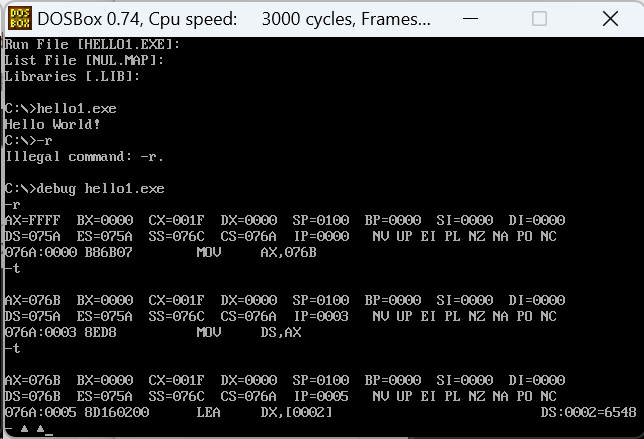 DOS BOX
DOSBox 0.74, Cpu speed:    3000 cycles, Frames...
Run File [HELLO1.EXE]:
List File [NUL.MAP]:
Libraries [.LIB]:
C:\>hello1.exe
Hello World!
C:\>-r
Illegal command: -r.
C:\>debug hello1.exe
-r
AX=FFFF  BX=0000  CX=001F  DX=0000  SP=0100  BP=0000  SI=0000  DI=0000
DS=075A  ES=075A  SS=076C  CS=076A  IP=0000   NV UP EI PL NZ NA PO NC
076A:0000 B86B07        MOV     AX,076B
-t
AX=076B  BX=0000  CX=001F  DX=0000  SP=0100  BP=0000  SI=0000  DI=0000
DS=075A  ES=075A  SS=076C  CS=076A  IP=0003   NV UP EI PL NZ NA PO NC
076A:0003 8ED8          MOV     DS,AX
-t
AX=076B  BX=0000  CX=001F  DX=0000  SP=0100  BP=0000  SI=0000  DI=0000
DS=076B  ES=075A  SS=076C  CS=076A  IP=0005   NV UP EI PL NZ NA PO NC
076A:0005 8D160200      LEA     DX,[0002]                          DS:0002=6548
- ▲ ▲_